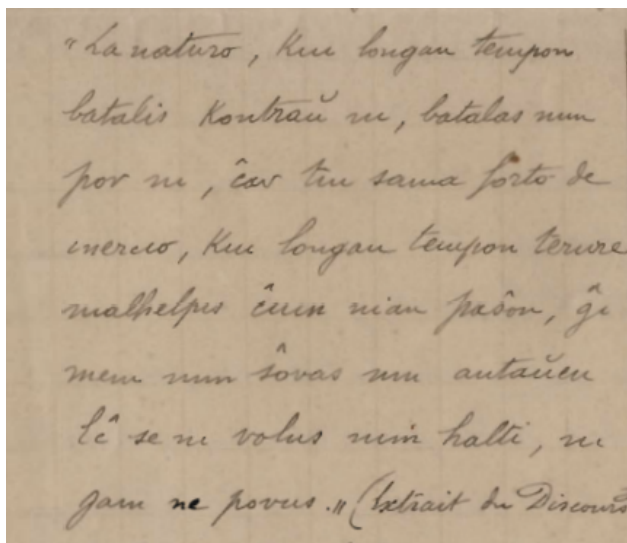 "La naturo, kiu longan tempon
batalis kontraŭ ni, batalas nun
por ni, ĉar tiu sama forto de
inercio, kiu longan tempon terure
malhelpis ĉiun nian paŝon, ĝi
mem nun ŝovas nin antaŭen
Eĉ se ni volus nin halti, ni
jam ne povus." (Extrait du Discours